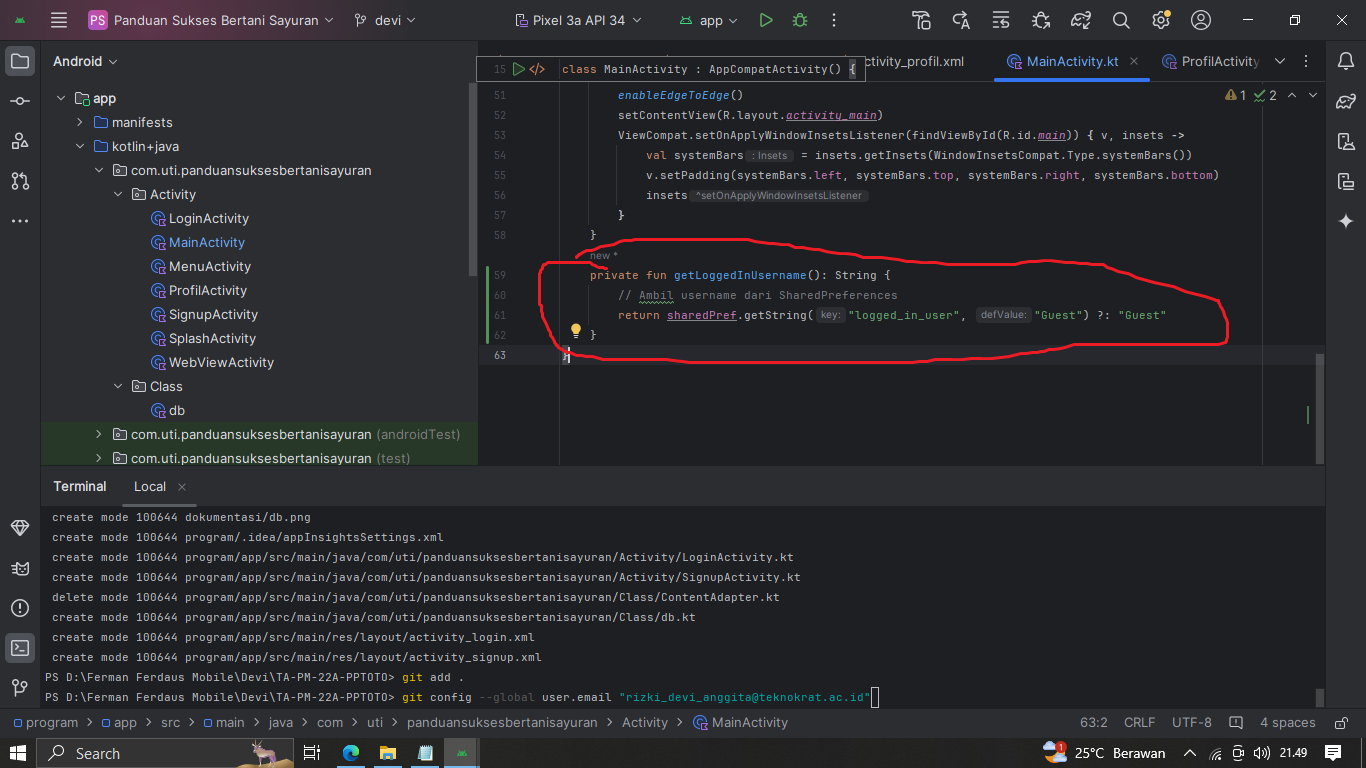 PS Panduan Sukses Bertani Sayuran
devi
Pixel 3a API 34
app
Android
ctivity_profil.xml
MainActivity.kt
ProfilActivity
app
manifests
kotlin+java
com.uti.panduansuksesbertanisayuran
Activity
LoginActivity
MainActivity
MenuActivity
ProfilActivity
SignupActivity
SplashActivity
WebViewActivity
Class
db
com.uti.panduansuksesbertanisayuran (androidTest)
com.uti.panduansuksesbertanisayuran (test)
15 class MainActivity : AppCompatActivity() {
1 2
51 enableEdgeToEdge()
52 setContentView(R.layout.activity_main)
53 ViewCompat.setOnApplyWindowInsetsListener(findViewById(R.id.main)) { v, insets ->
54 val systemBars : Insets = insets.getInsets(WindowInsetsCompat.Type.systemBars())
55 v.setPadding(systemBars.left, systemBars.top, systemBars.right, systemBars.bottom)
56 insets ^setOnApplyWindowInsetsListener
57 }
58 }
new *
59 private fun getLoggedInUsername(): String {
60 // Ambil username dari SharedPreferences
61 return sharedPref.getString( key: "logged_in_user", defValue: "Guest") ?: "Guest"
62 }
63 }
Terminal Local
create mode 100644 dokumentasi/db.png
create mode 100644 program/.idea/appInsightsSettings.xml
create mode 100644 program/app/src/main/java/com/uti/panduansuksesbertanisayuran/Activity/LoginActivity.kt
create mode 100644 program/app/src/main/java/com/uti/panduansuksesbertanisayuran/Activity/SignupActivity.kt
delete mode 100644 program/app/src/main/java/com/uti/panduansuksesbertanisayuran/Class/ContentAdapter.kt
create mode 100644 program/app/src/main/java/com/uti/panduansuksesbertanisayuran/Class/db.kt
create mode 100644 program/app/src/main/res/layout/activity_login.xml
create mode 100644 program/app/src/main/res/layout/activity_signup.xml
PS D:\Ferman Ferdaus Mobile\Devi\TA-PM-22A-PPTOTO> git add .
PS D:\Ferman Ferdaus Mobile\Devi\TA-PM-22A-PPTOTO> git config --global user.email "rizki_devi_anggita@teknokrat.ac.id"
program > app > src > main > java > com > uti > panduansuksesbertanisayuran > Activity > MainActivity
63:2 CRLF UTF-8 4 spaces
Search
1 25°C Berawan
21.49